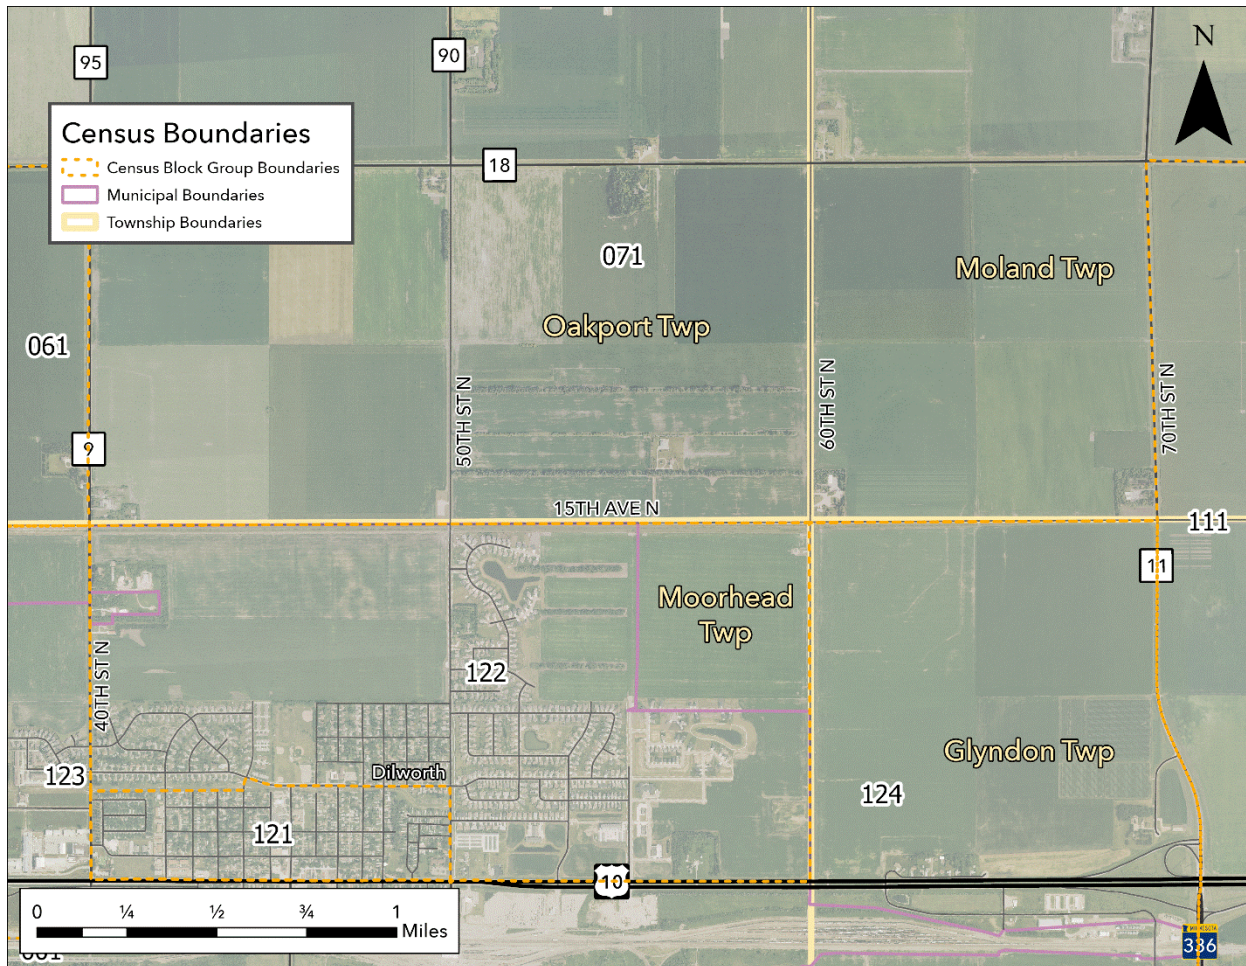 N
95
90
Census Boundaries
Census Block Group Boundaries
Municipal Boundaries
Township Boundaries
18
071
Moland Twp
Oakport Twp
061
50TH ST N
60TH ST N
70TH ST N
9
15TH AVE N
111
11
Moorhead
Twp
40TH ST N
122
Glyndon Twp
Dilworth
123
124
121
10
0 ¼ ½ ¾ 1
Miles
MINNESOTA
336